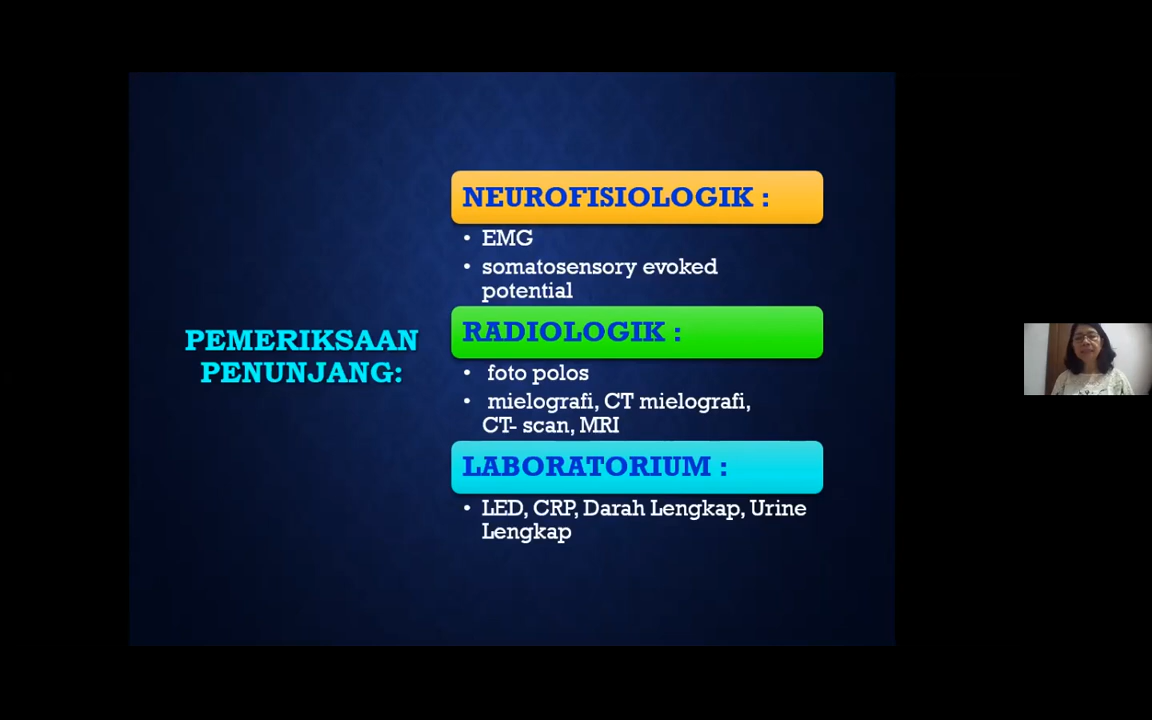 PEMERIKSAAN
PENUNJANG:
NEUROFISIOLOGIK :
• EMG
• somatosensory evoked
potential
RADIOLOGIK :
• foto polos
• mielografi, CT mielografi,
CT- scan, MRI
LABORATORIUM :
• LED, CRP, Darah Lengkap, Urine
Lengkap